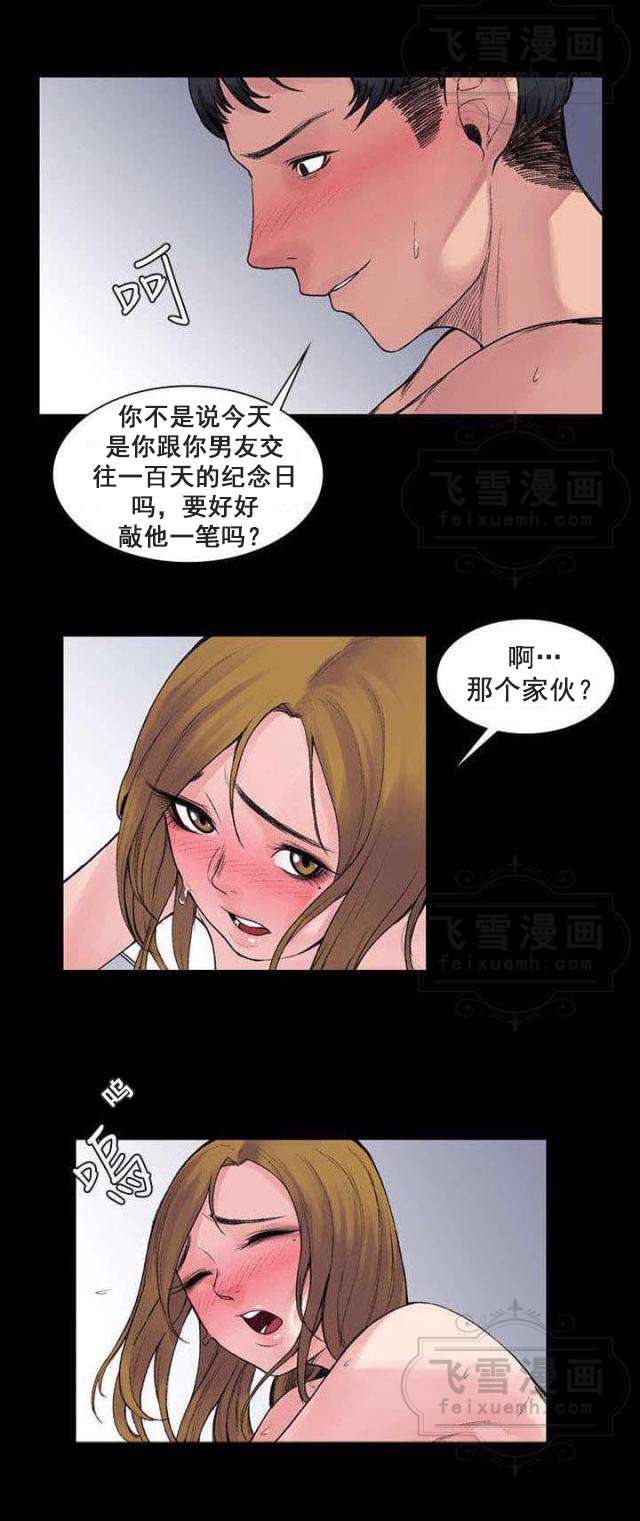 飞雪漫画
feixuemh.com
呵
你不是说今天
是你跟你男友交
往一百天的纪念日
吗，要好好
敲他一笔吗？
飞雪漫画
feixuemh.com
啊…
那个家伙？
飞雪漫画
feixuemh.com
呜
嗚
飞雪漫画
feixuemh.com